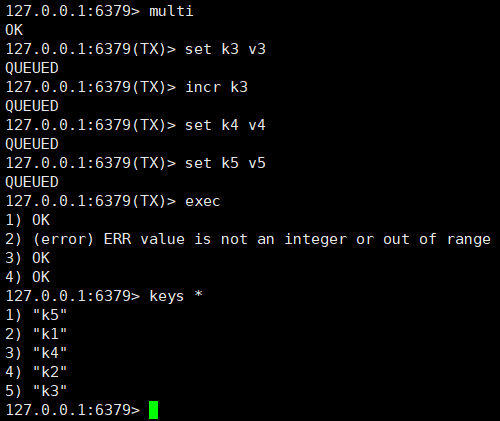 127.0.0.1:6379> multi
OK
127.0.0.1:6379(TX)> set k3 v3
QUEUED
127.0.0.1:6379(TX)> incr k3
QUEUED
127.0.0.1:6379(TX)> set k4 v4
QUEUED
127.0.0.1:6379(TX)> set k5 v5
QUEUED
127.0.0.1:6379(TX)> exec
1) OK
2) (error) ERR value is not an integer or out of range
3) OK
4) OK
127.0.0.1:6379> keys *
1) "k5"
2) "k1"
3) "k4"
4) "k2"
5) "k3"
127.0.0.1:6379>